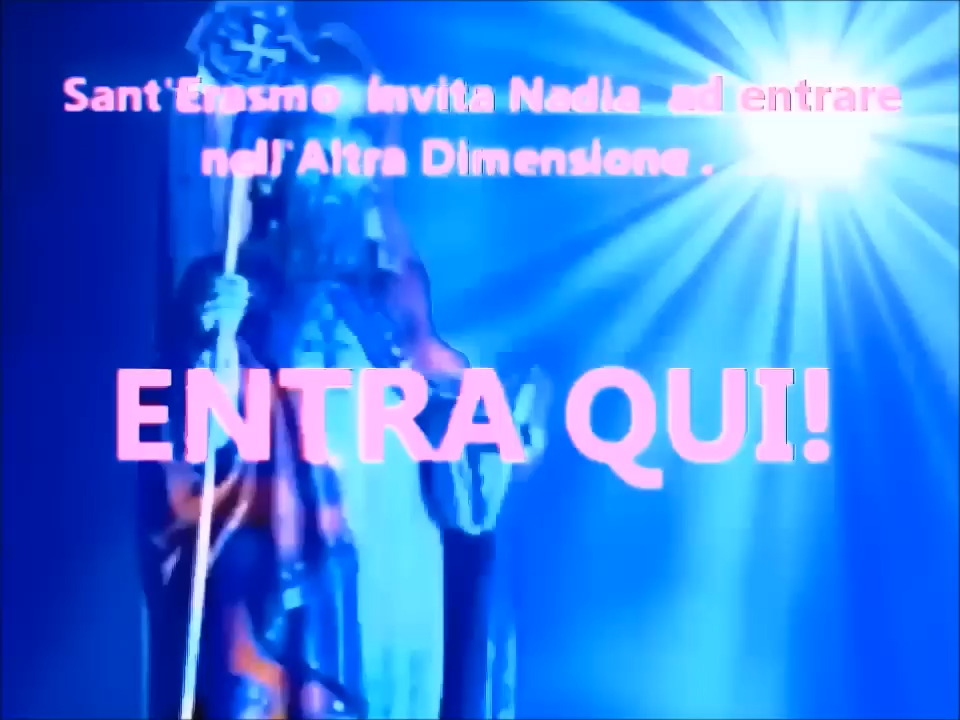 Sant'Erasmo invita Nadia ad entrare
nell'Altra Dimensione .
ENTRA QUI!